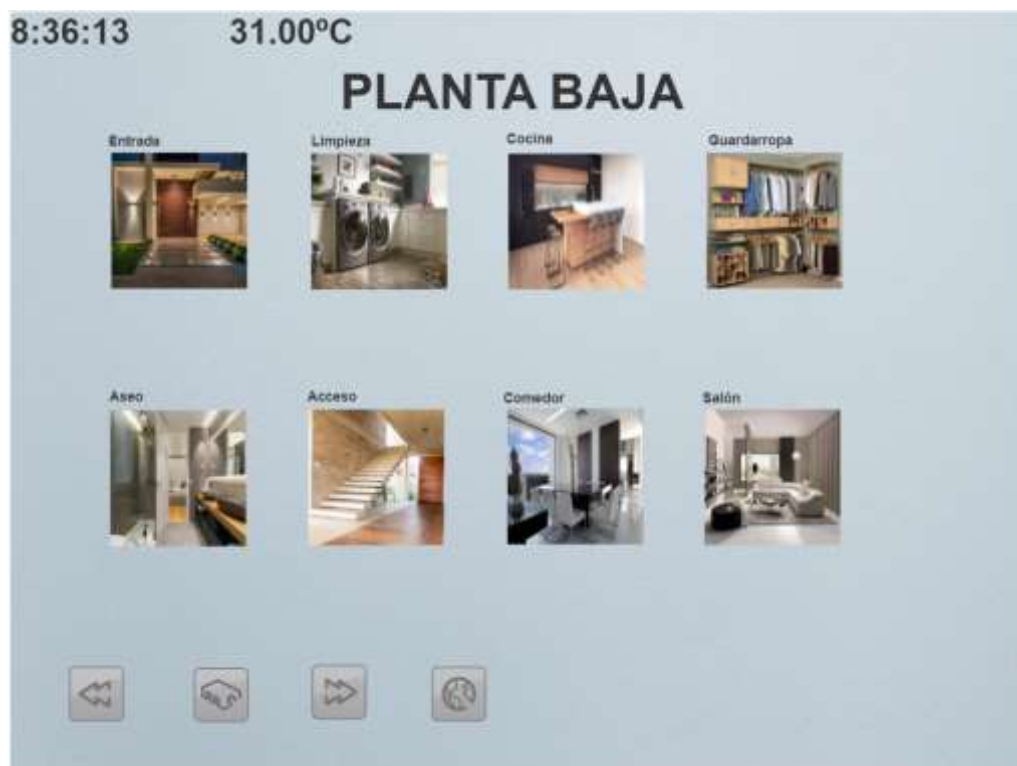 8:36:13 31.00ºC
PLANTA BAJA
Entrada Limpieza Cocina Guardarropa
Aseo Acceso Comedor Salón